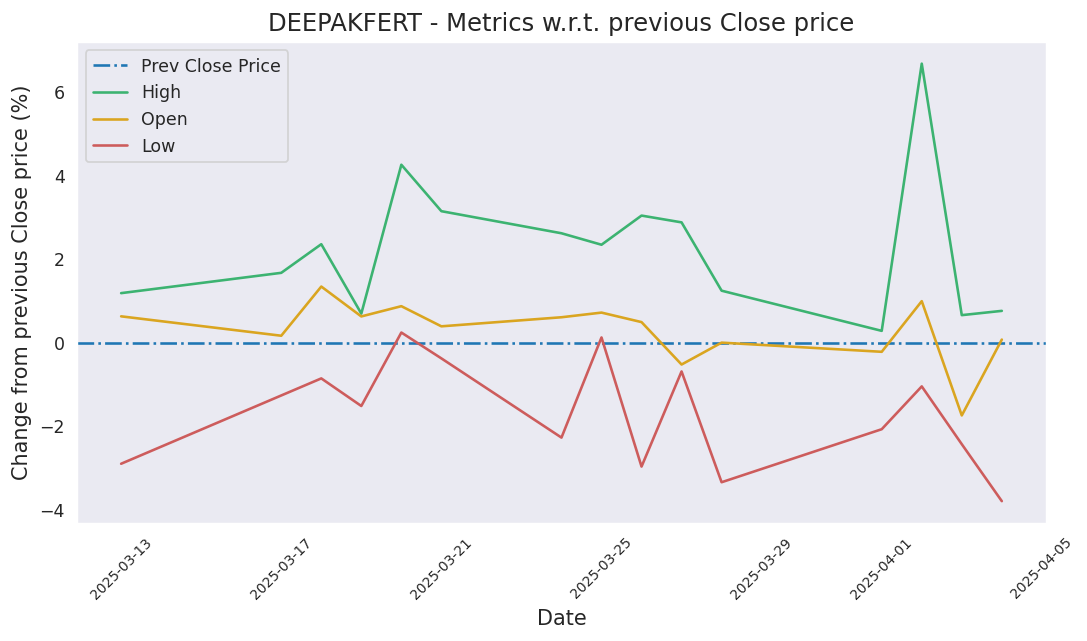 DEEPAKFERT - Metrics w.r.t. previous Close price
Prev Close Price
High
Open
Low
Change from previous Close price (%)
6
4
2
0
−2
−4
2025-03-13
2025-03-17
2025-03-21
2025-03-25
2025-03-29
2025-04-01
2025-04-05
Date